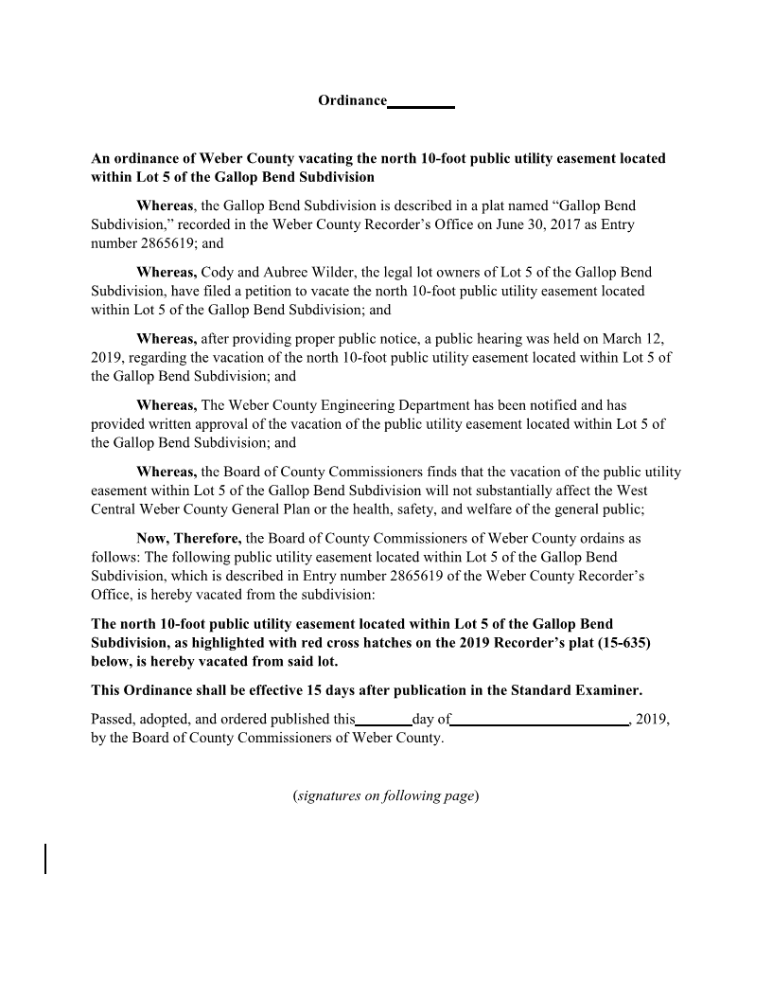 Ordinance________
An ordinance of Weber County vacating the north 10-foot public utility easement located
within Lot 5 of the Gallop Bend Subdivision
Whereas, the Gallop Bend Subdivision is described in a plat named “Gallop Bend
Subdivision,” recorded in the Weber County Recorder’s Office on June 30, 2017 as Entry
number 2865619; and
Whereas, Cody and Aubree Wilder, the legal lot owners of Lot 5 of the Gallop Bend
Subdivision, have filed a petition to vacate the north 10-foot public utility easement located
within Lot 5 of the Gallop Bend Subdivision; and
Whereas, after providing proper public notice, a public hearing was held on March 12,
2019, regarding the vacation of the north 10-foot public utility easement located within Lot 5 of
the Gallop Bend Subdivision; and
Whereas, The Weber County Engineering Department has been notified and has
provided written approval of the vacation of the public utility easement located within Lot 5 of
the Gallop Bend Subdivision; and
Whereas, the Board of County Commissioners finds that the vacation of the public utility
easement within Lot 5 of the Gallop Bend Subdivision will not substantially affect the West
Central Weber County General Plan or the health, safety, and welfare of the general public;
Now, Therefore, the Board of County Commissioners of Weber County ordains as
follows: The following public utility easement located within Lot 5 of the Gallop Bend
Subdivision, which is described in Entry number 2865619 of the Weber County Recorder’s
Office, is hereby vacated from the subdivision:
The north 10-foot public utility easement located within Lot 5 of the Gallop Bend
Subdivision, as highlighted with red cross hatches on the 2019 Recorder’s plat (15-635)
below, is hereby vacated from said lot.
This Ordinance shall be effective 15 days after publication in the Standard Examiner.
Passed, adopted, and ordered published this_______day of______________________, 2019,
by the Board of County Commissioners of Weber County.
(signatures on following page)